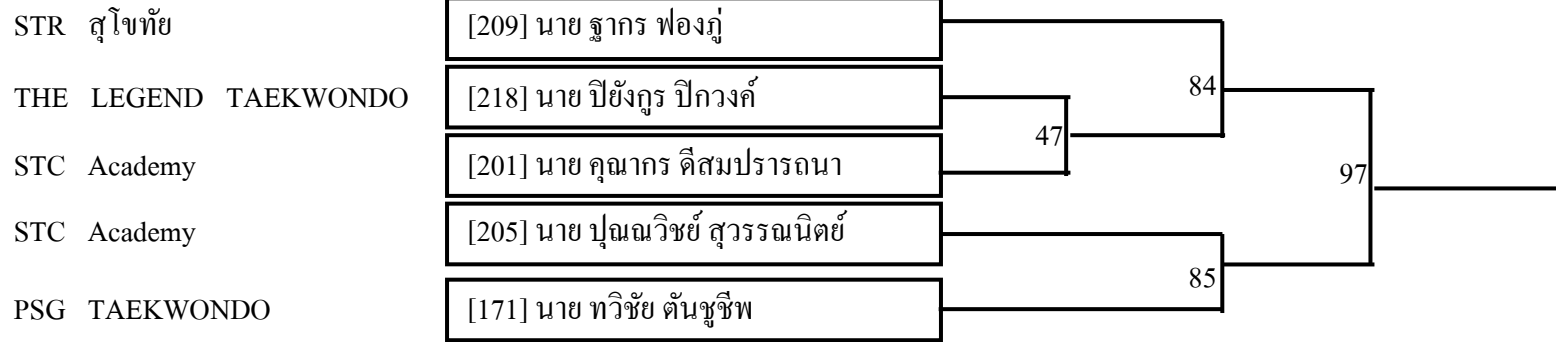 STR สุโขทัย [209] นาย ฐากร ฟองภู่
THE LEGEND TAEKWONDO [218] นาย ปิยังกูร ปิกวงค์
84
47
STC Academy [201] นาย คุณากร ดีสมปรารถนา
97
STC Academy [205] นาย ปุณณวิชย์ สุวรรณนิตย์
85
PSG TAEKWONDO [171] นาย ทวิชัย ตันชูชีพ